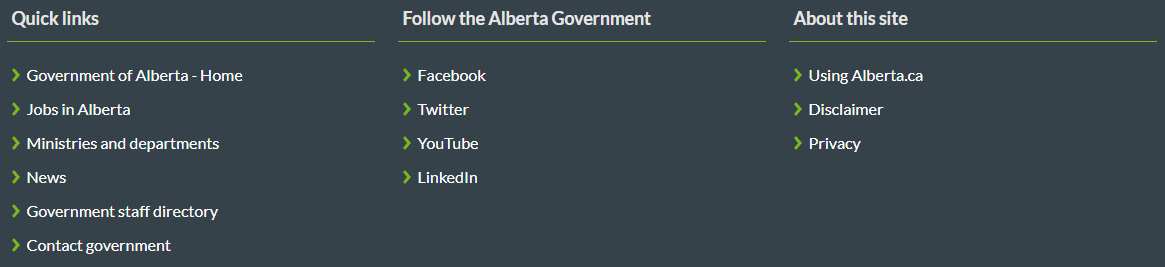 Quick links
Government of Alberta - Home
Jobs in Alberta
Ministries and departments
News
Government staff directory
Contact government
Follow the Alberta Government
Facebook
Twitter
YouTube
LinkedIn
About this site
Using Alberta.ca
Disclaimer
Privacy